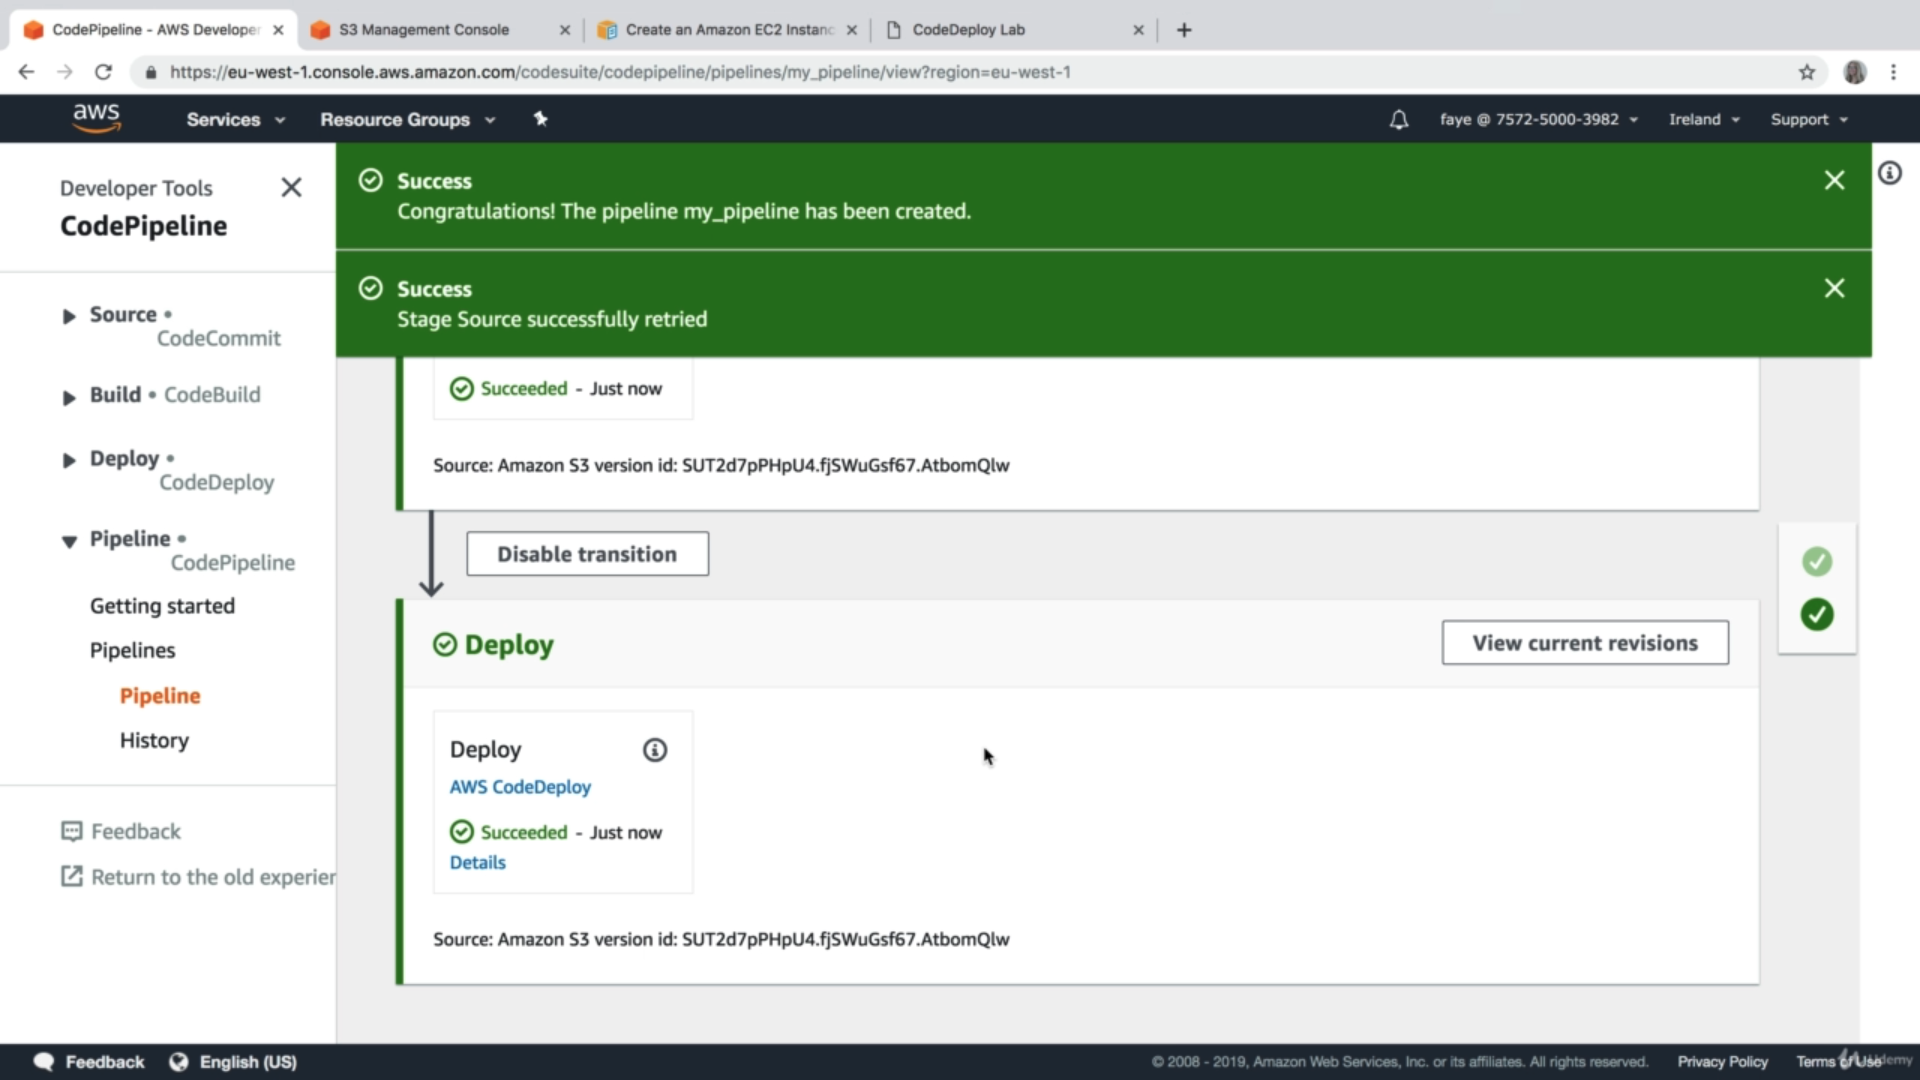 CodePipeline - AWS Developer
S3 Management Console
Create an Amazon EC2 Instanc
CodeDeploy Lab
https://eu-west-1.console.aws.amazon.com/codesuite/codepipeline/pipelines/my_pipeline/view?region=eu-west-1
aws
Services
Resource Groups
faye @ 7572-5000-3982
Ireland
Support
Developer Tools
CodePipeline
Source •
CodeCommit
Build • CodeBuild
Deploy •
CodeDeploy
Pipeline •
CodePipeline
Getting started
Pipelines
Pipeline
History
Feedback
Return to the old experien
Success
Congratulations! The pipeline my_pipeline has been created.
Success
Stage Source successfully retried
Succeeded - Just now
Source: Amazon S3 version id: SUT2d7pPHpU4.fjSWuGsf67.AtbomQlw
Disable transition
Deploy
View current revisions
Deploy
AWS CodeDeploy
Succeeded - Just now
Details
Source: Amazon S3 version id: SUT2d7pPHpU4.fjSWuGsf67.AtbomQlw
Feedback
English (US)
© 2008 - 2019, Amazon Web Services, Inc. or its affiliates. All rights reserved.
Privacy Policy
Terms of Use